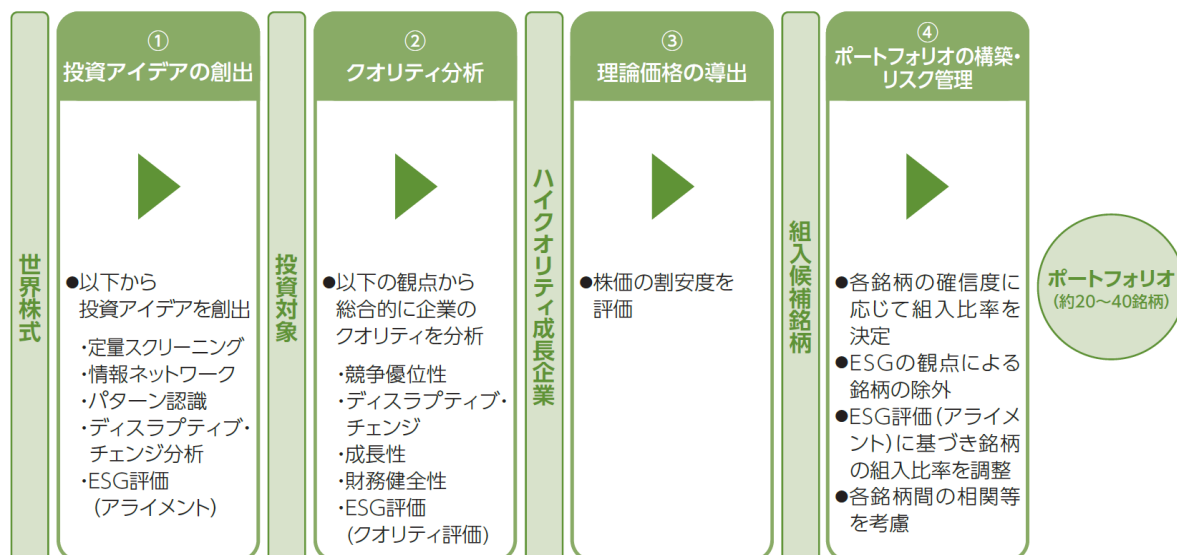 世界株式
①
投資アイデアの創出
●以下から
投資アイデアを創出
・定量スクリーニング
・情報ネットワーク
・パターン認識
・ディスラプティブ・
チェンジ分析
・ESG評価
(アライメント)
投資対象
②
クオリティ分析
●以下の観点から
総合的に企業の
クオリティを分析
・競争優位性
・ディスラプティブ・
チェンジ
・成長性
・財務健全性
・ESG評価
(クオリティ評価)
ハイクオリティ成長企業
③
理論価格の導出
●株価の割安度を
評価
組入候補銘柄
④
ポートフォリオの構築・
リスク管理
●各銘柄の確信度に
応じて組入比率を
決定
●ESGの観点による
銘柄の除外
●ESG評価(アライメ
ント)に基づき銘柄
の組入比率を調整
●各銘柄間の相関等
を考慮
ポートフォリオ
(約20～40銘柄)